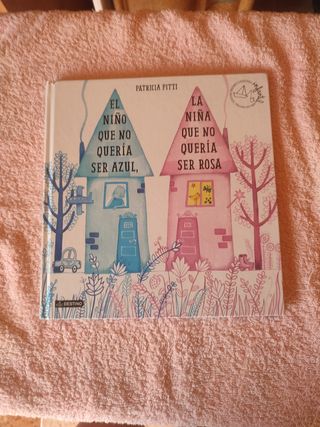 PATRICIA FITTI
EL
NIÑO
QUE NO
QUERÍA
SER AZUL,
LA
NIÑA
QUE NO
QUERÍA
SER ROSA
DESTINO